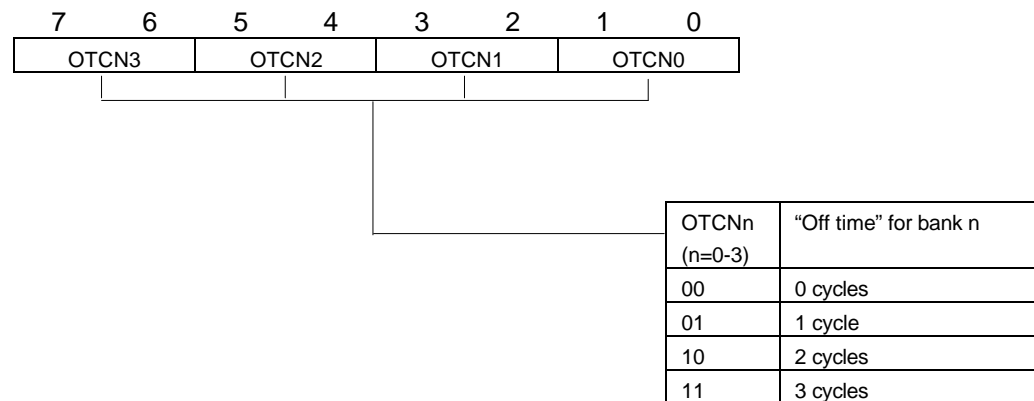 7 6 5 4 3 2 1 0
OTCN3 OTCN2 OTCN1 OTCN0
OTCNn “Off time” for bank n
(n=0-3)
00 0 cycles
01 1 cycle
10 2 cycles
11 3 cycles